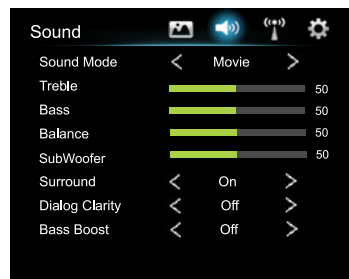 Sound
Sound Mode < Movie >
Treble 50
Bass 50
Balance 50
SubWoofer 50
Surround < On >
Dialog Clarity < Off >
Bass Boost < Off >